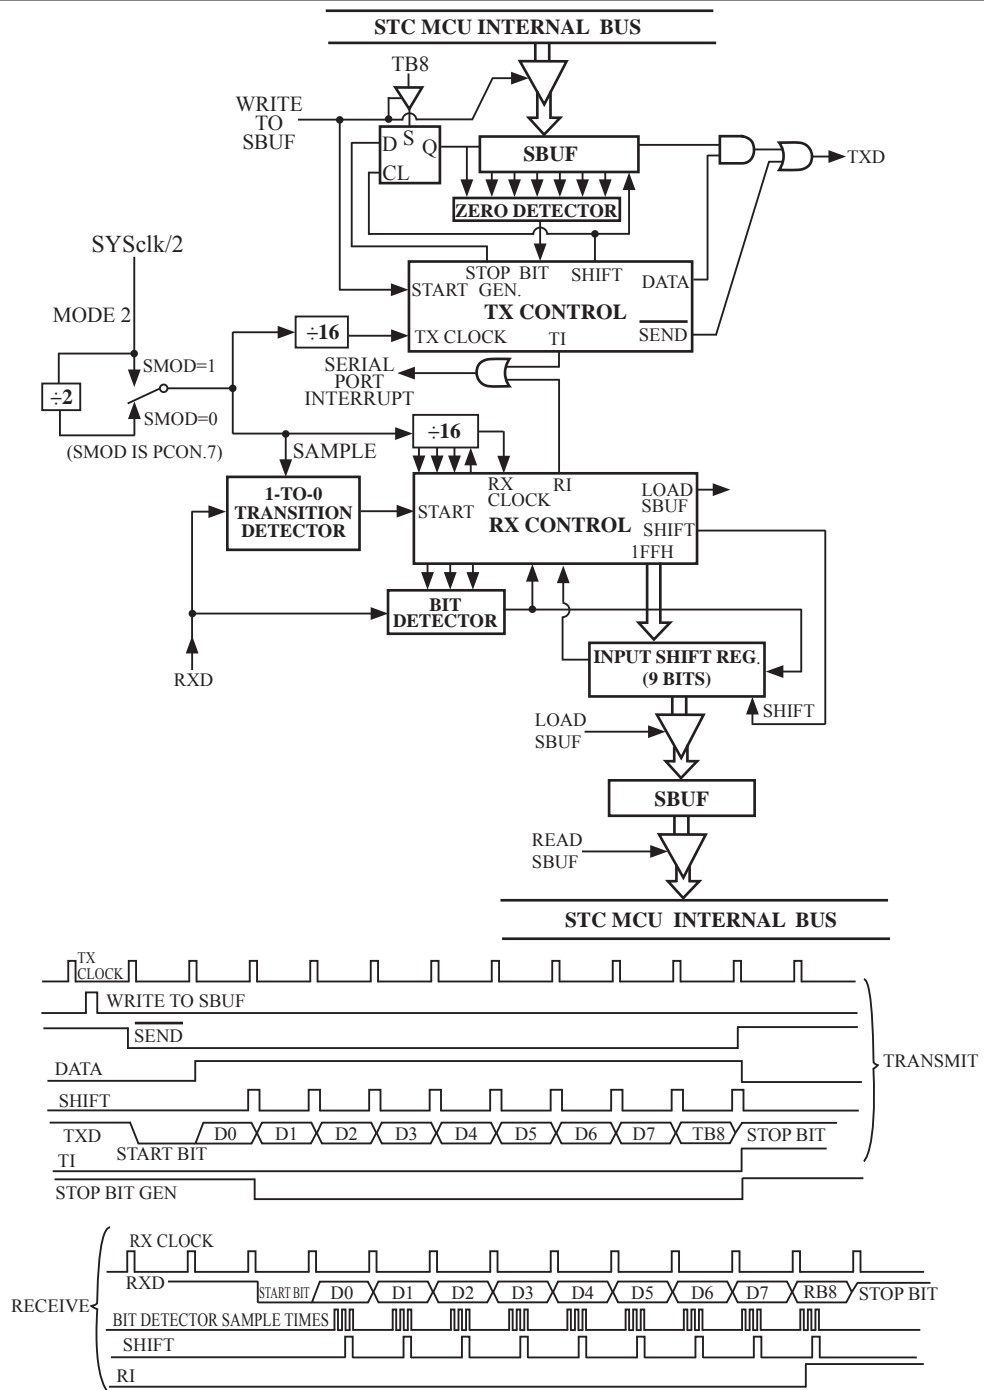 STC MCU INTERNAL BUS
TB8
WRITE
TO
SBUF
D S Q
CL
SBUF
TXD
ZERO DETECTOR
SYSclk/2
STOP BIT SHIFT
START GEN. DATA
TX CONTROL
MODE 2
÷16
TX CLOCK TI SEND
SMOD=1
SERIAL
PORT
INTERRUPT
÷2
SMOD=0
(SMOD IS PCON.7)
÷16
SAMPLE
1-TO-0
TRANSITION
DETECTOR
RX
CLOCK
RI
LOAD
SBUF
START
RX CONTROL
SHIFT
1FFH
BIT
DETECTOR
RXD
INPUT SHIFT REG.
(9 BITS)
SHIFT
LOAD
SBUF
SBUF
READ
SBUF
STC MCU INTERNAL BUS
TX
CLOCK
WRITE TO SBUF
SEND
DATA
TRANSMIT
SHIFT
TXD D0 D1 D2 D3 D4 D5 D6 D7 TB8 STOP BIT
START BIT
TI
STOP BIT GEN
RX CLOCK
RXD START BIT D0 D1 D2 D3 D4 D5 D6 D7 RB8 STOP BIT
RECEIVE
BIT DETECTOR SAMPLE TIMES
SHIFT
RI